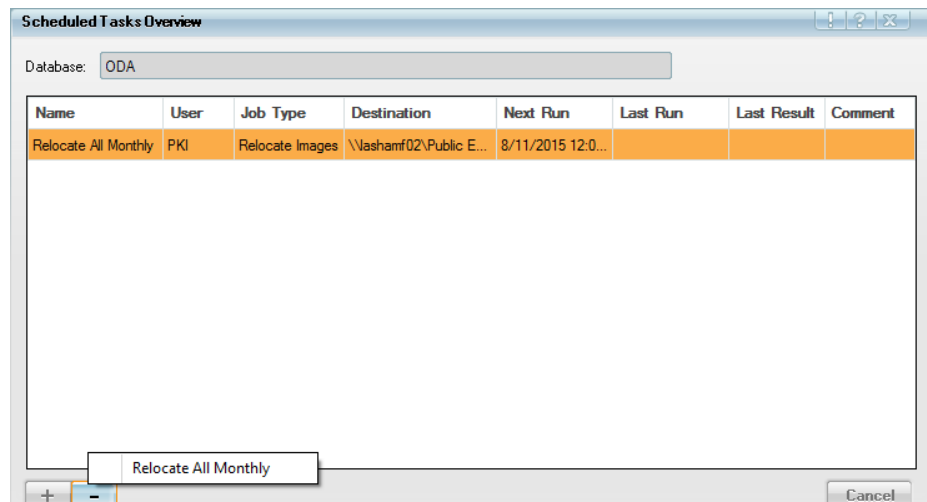 Scheduled Tasks Overview ! ? X
Database: ODA
Name User Job Type Destination Next Run Last Run Last Result Comment
Relocate All Monthly PKI Relocate Images \\lashamf02\Public E... 8/11/2015 12:0...
Relocate All Monthly
+ - Cancel